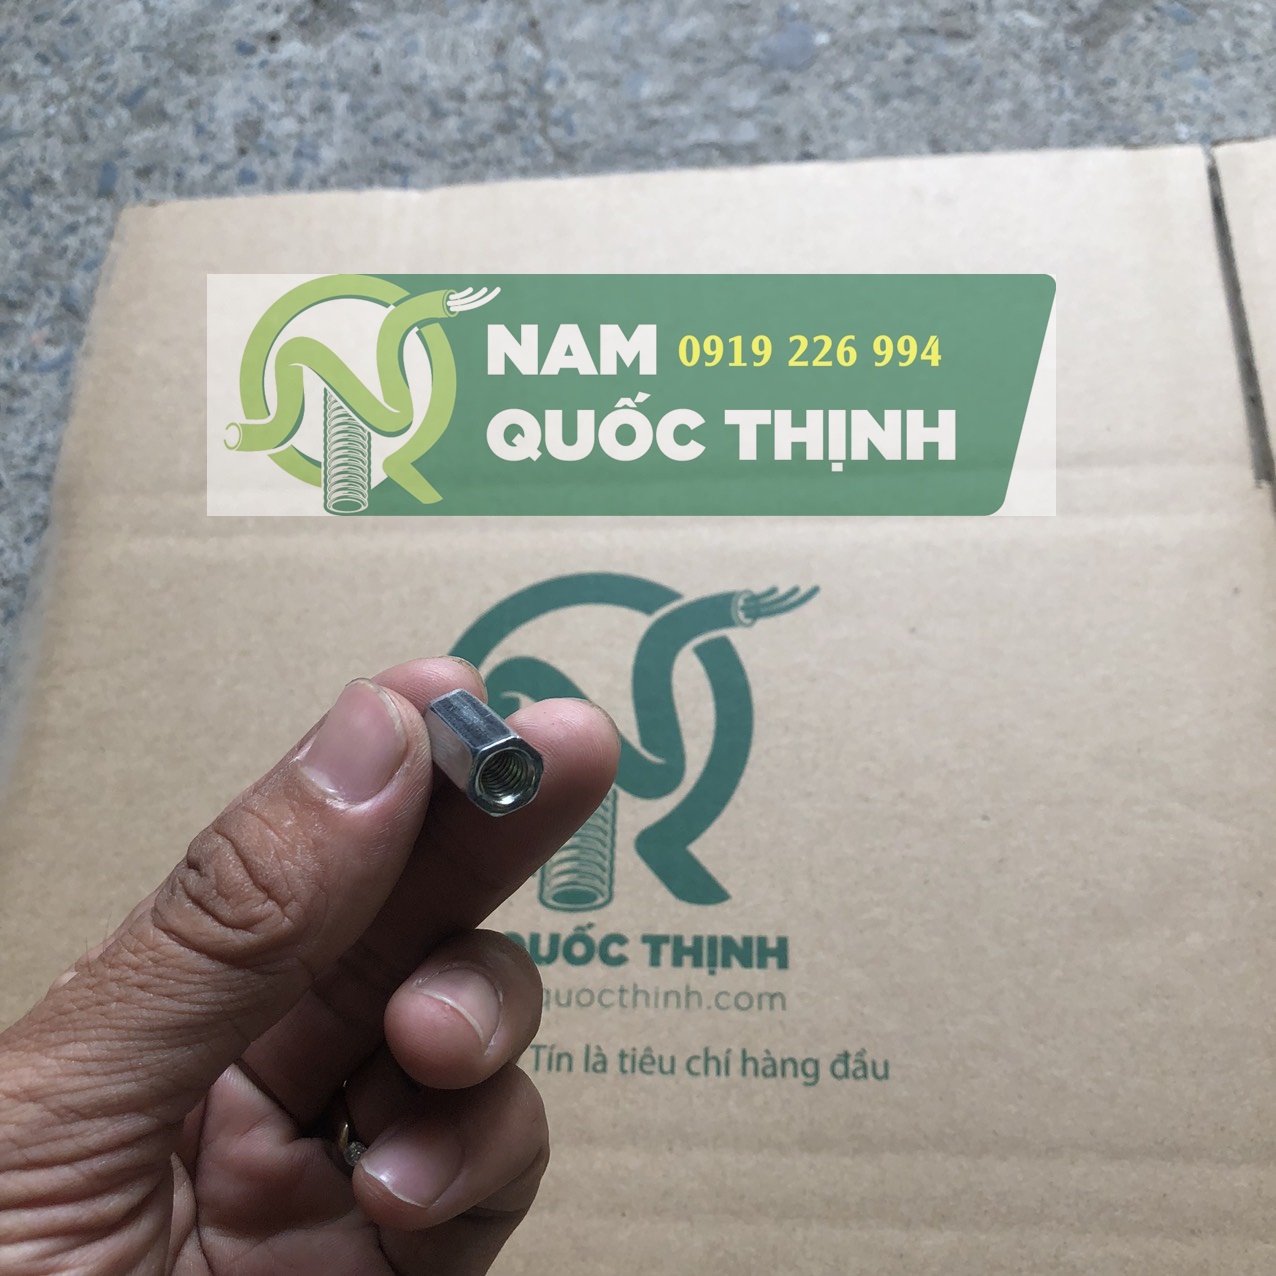 NAM 0919 226 994
QUỐC THỊNH
QUỐC THỊNH
quocthinh.com
Tín là tiêu chí hàng đầu